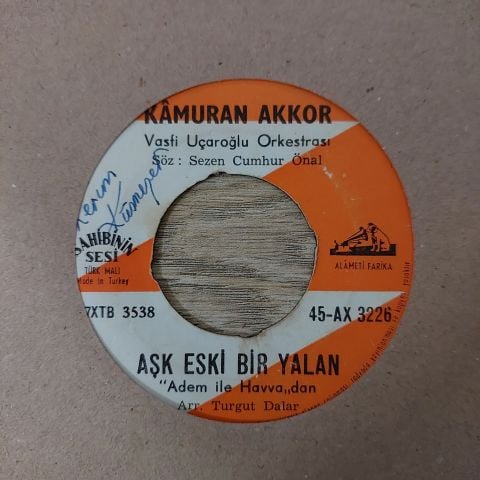 KÂMURAN AKKOR
Vasfi Uçaroğlu Orkestrası
Söz : Sezen Cumhur Önal
SAHİBİNİN
SESİ
TÜRK MALI
Made in Turkey
ALÂMETİ FARİKA
7XTB 3538
45-AX 3226
AŞK ESKİ BİR YALAN
"Adem ile Havva„dan
Arr. Turgut Dalar